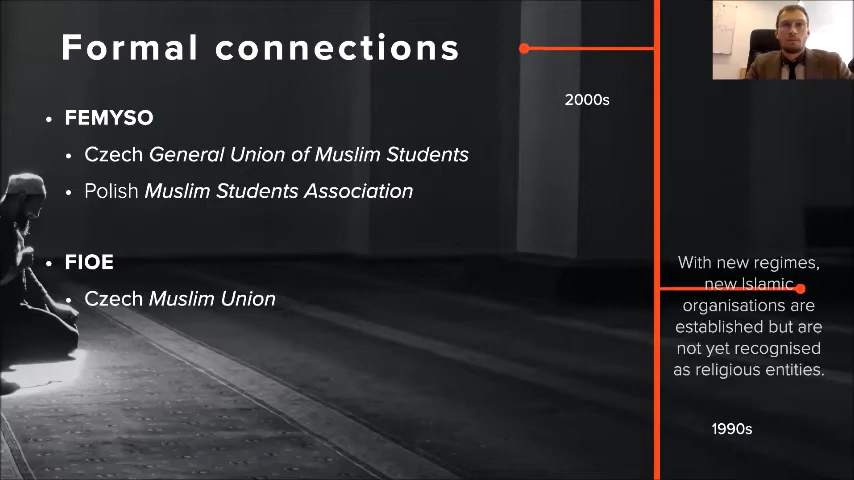 Formal connections
2000s
• FEMYSO
• Czech General Union of Muslim Students
• Polish Muslim Students Association
• FIOE
• Czech Muslim Union
With new regimes,
new Islamic
organisations are
established but are
not yet recognised
as religious entities.
1990s